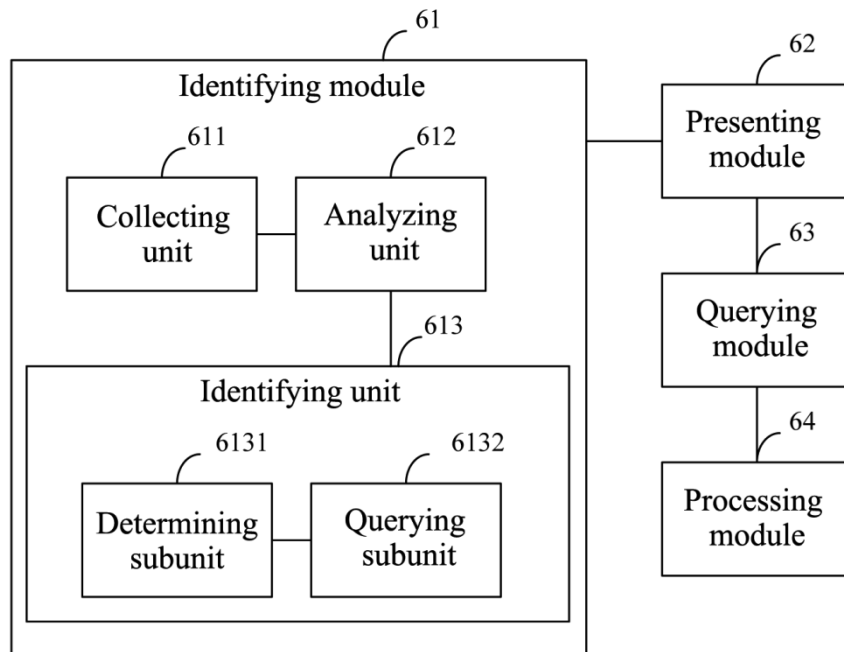 61
Identifying module
611
Collecting
unit
612
Analyzing
unit
613
Identifying unit
6131
Determining
subunit
6132
Querying
subunit
62
Presenting
module
63
Querying
module
64
Processing
module